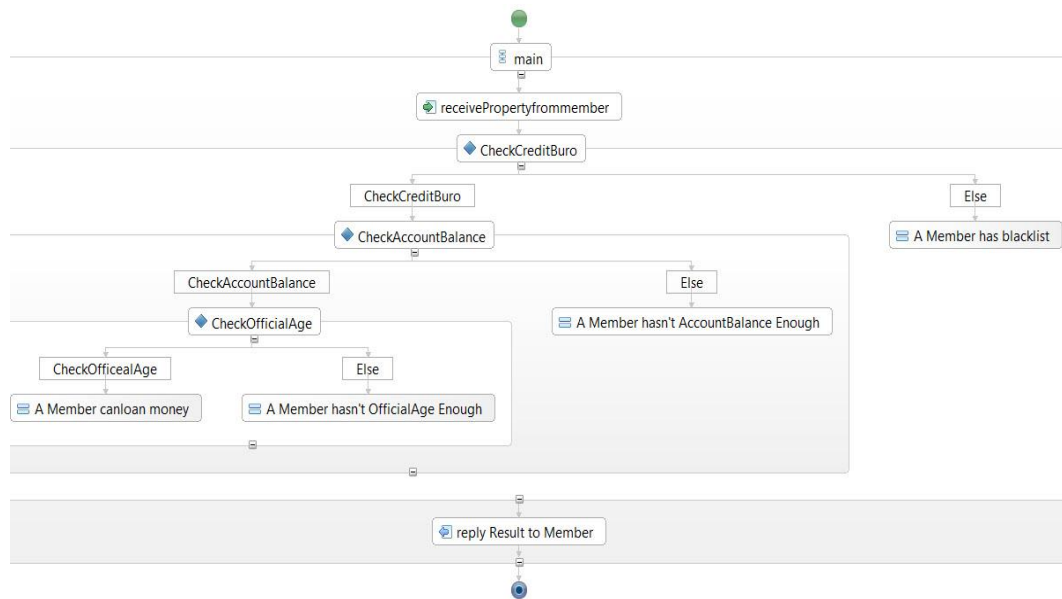 main
receivePropertyfrommember
CheckCreditBuro
CheckCreditBuro
Else
CheckAccountBalance
A Member has blacklist
CheckAccountBalance
Else
CheckOfficialAge
A Member hasn't AccountBalance Enough
CheckOfficealAge
Else
A Member canloan money
A Member hasn't OfficialAge Enough
reply Result to Member